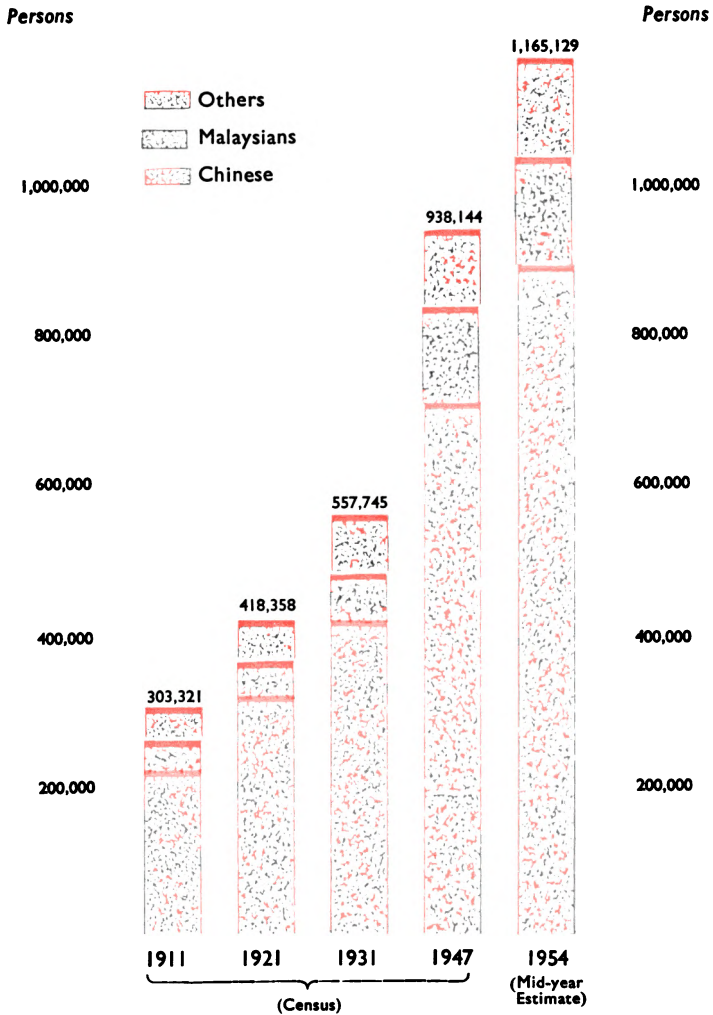 Persons
Persons
1,165,129
Others
Malaysians
Chinese
1,000,000
1,000,000
938,144
800,000
800,000
600,000
600,000
557,745
418,358
400,000
400,000
303,321
200,000
200,000
1911
1921
1931
1947
1954
(Census)
(Mid-year
Estimate)